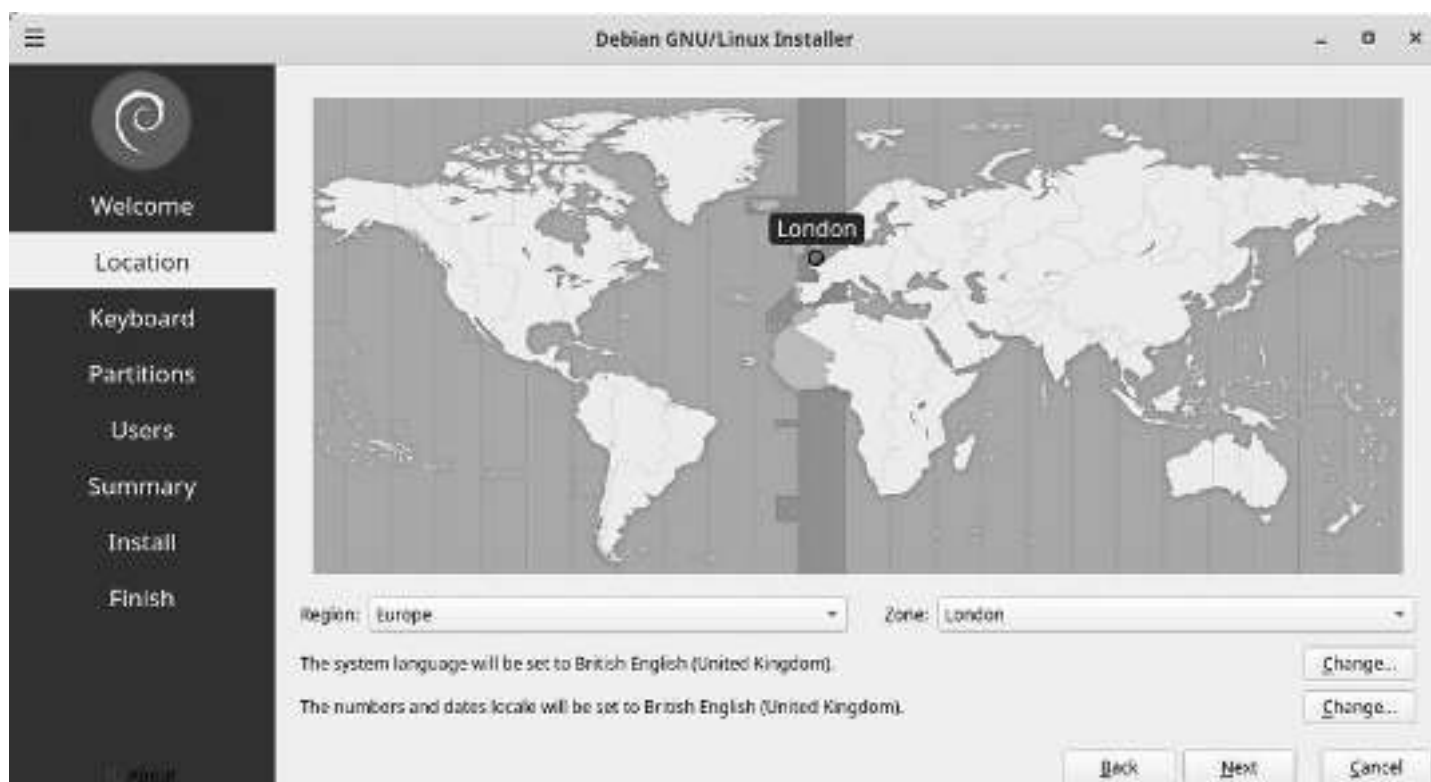 Debian GNU/Linux Installer
Welcome
Location
Keyboard
Partitions
Users
Summary
Install
Finish
London
Region: Europe
Zone: London
The system language will be set to British English (United Kingdom).
Change...
The numbers and dates locale will be set to British English (United Kingdom).
Change...
Back
Next
Cancel